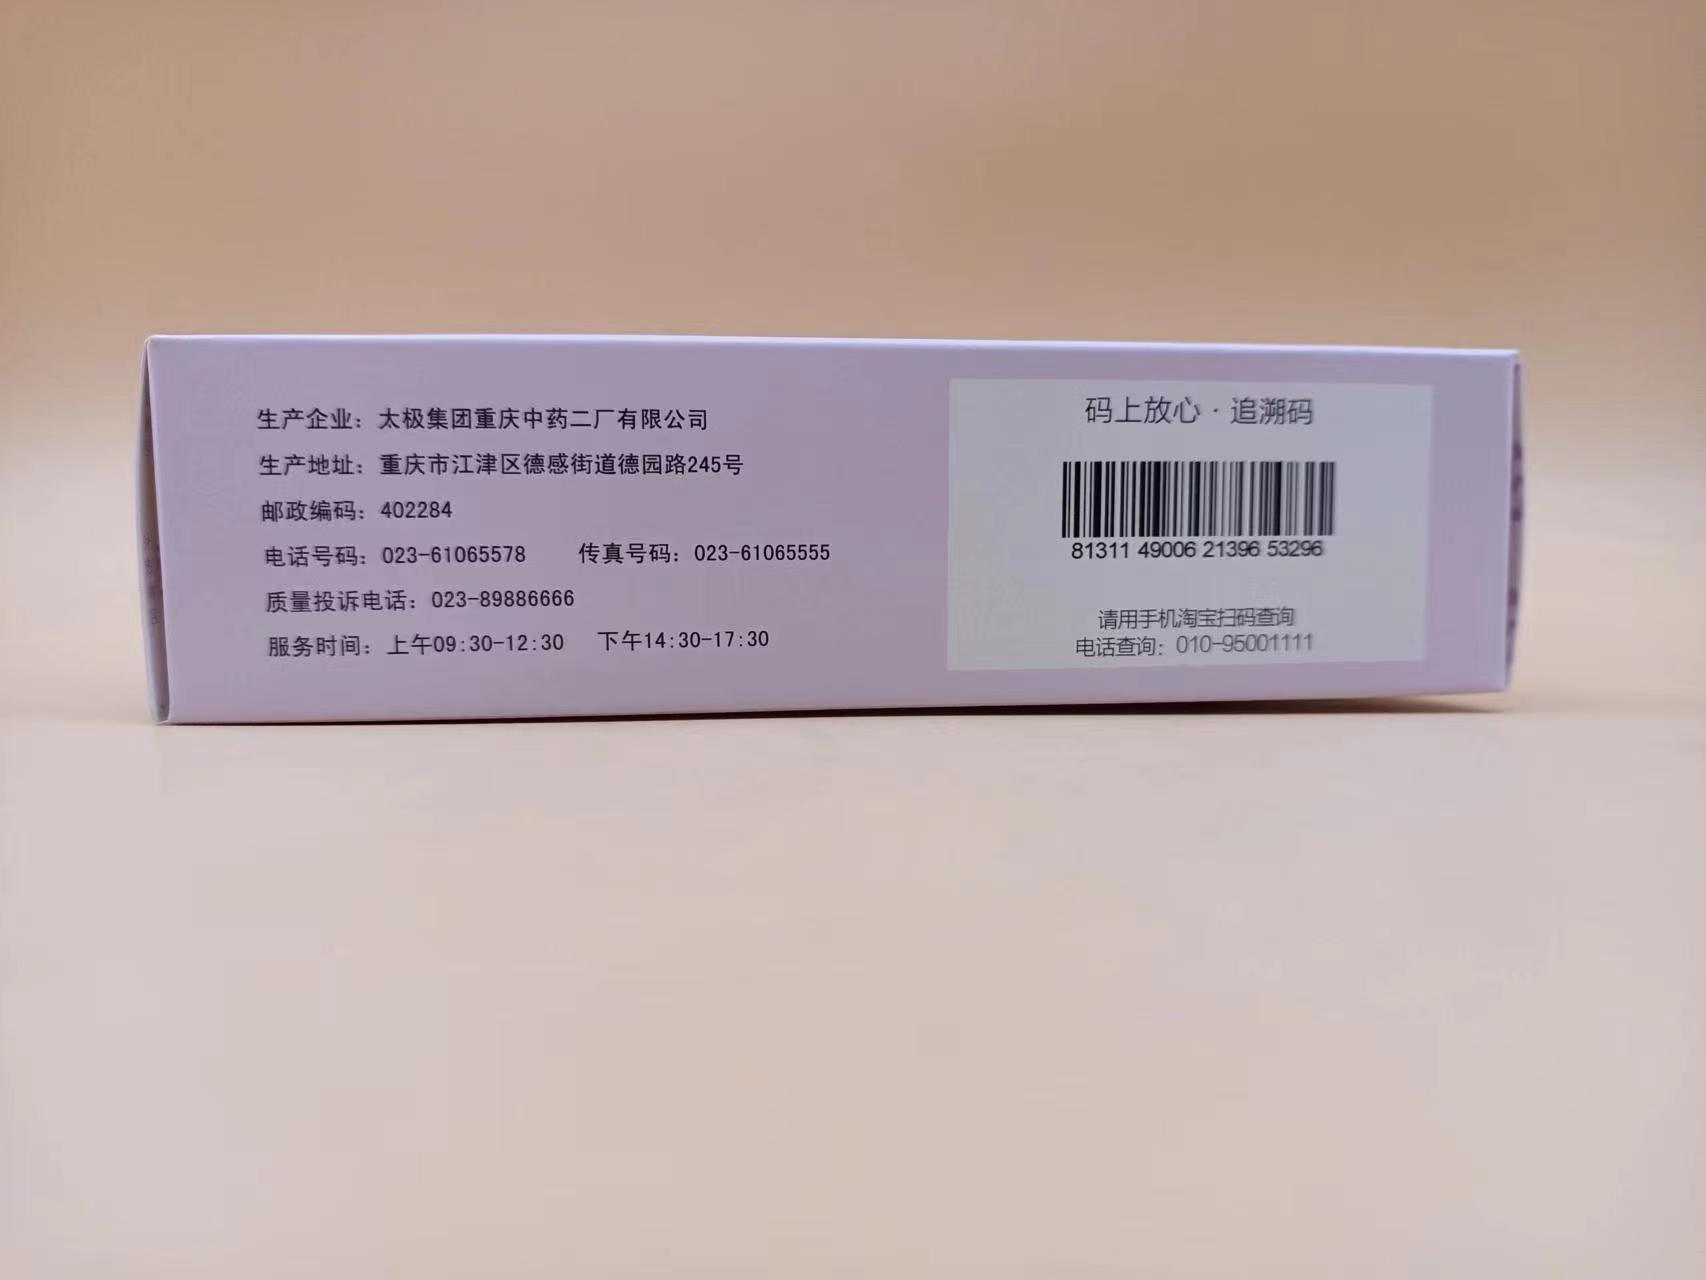 生产企业：太极集团重庆中药二厂有限公司
生产地址：重庆市江津区德感街道德园路245号
邮政编码：402284
电话号码：023-61065578 传真号码：023-61065555
质量投诉电话：023-89886666
服务时间：上午09:30-12:30 下午14:30-17:30
码上放心·追溯码
81311 49006 21396 53296
请用手机淘宝扫码查询
电话查询：010-95001111